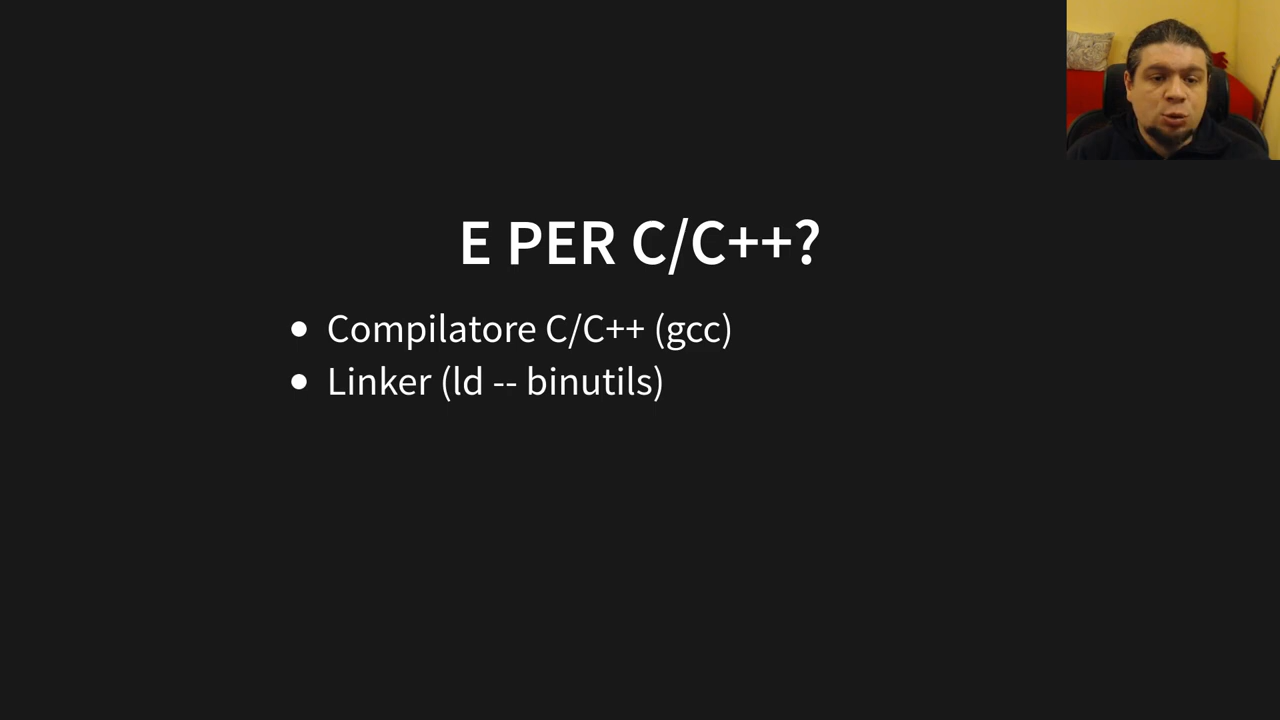 E PER C/C++?
Compilatore C/C++ (gcc)
Linker (ld -- binutils)